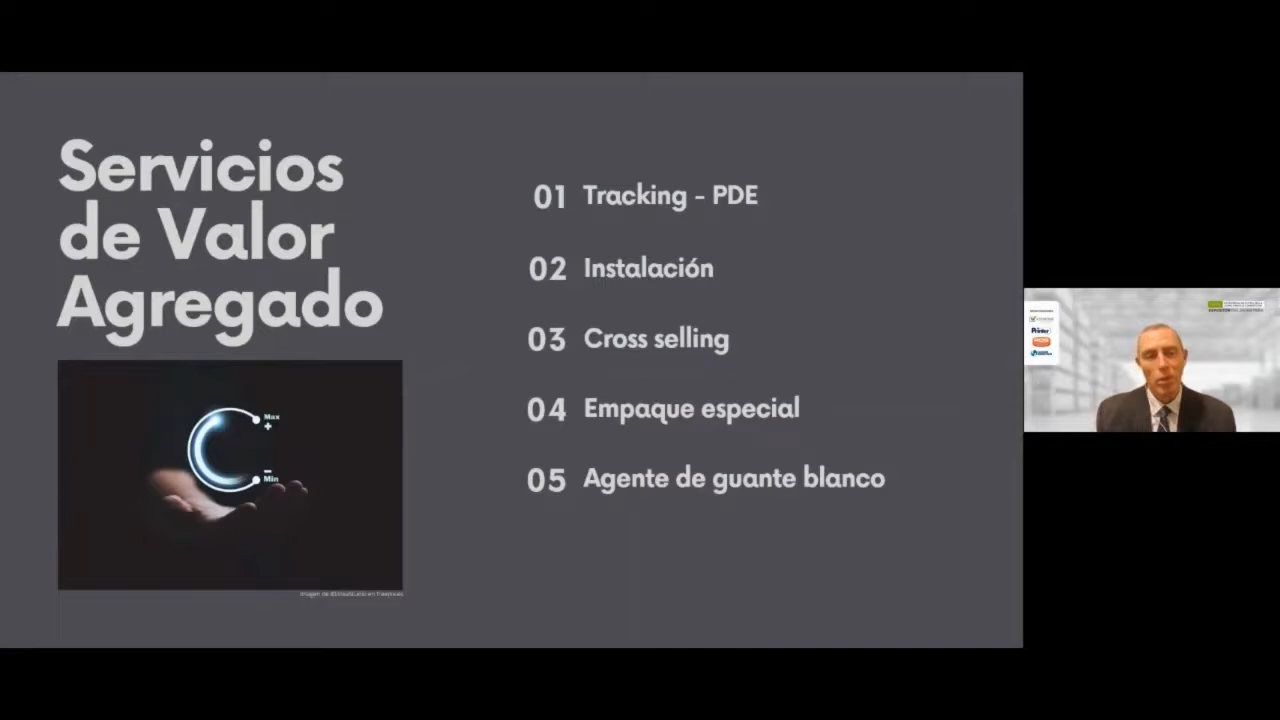 Servicios
de Valor
Agregado
01 Tracking - PDE
02 Instalación
03 Cross selling
04 Empaque especial
05 Agente de guante blanco
Max
+
-
Min
Printer